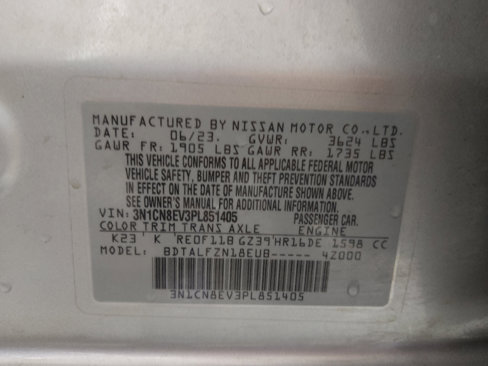 MANUFACTURED BY NISSAN MOTOR CO., LTD.
DATE: 06/23. GVWR: 3624 LBS
GAWR FR: 1905 LBS GAWR RR: 1735 LBS
THIS VEHICLE CONFORMS TO ALL APPLICABLE FEDERAL MOTOR
VEHICLE SAFETY, BUMPER AND THEFT PREVENTION STANDARDS
IN EFFECT ON THE DATE OF MANUFACTURE SHOWN ABOVE.
SEE OWNER'S MANUAL FOR ADDITIONAL INFORMATION.
VIN: 3N1CN8EV3PL851405 PASSENGER CAR.
COLOR TRIM TRANS AXLE ENGINE
K23 K RE0F11B GZ39 HR16DE 1598 CC
MODEL: BDTALFZN18EUB----- 4Z000
3N1CN8EV3PL851405